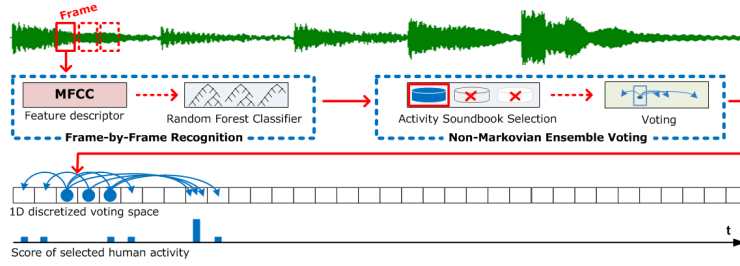 Frame
MFCC
Feature descriptor
Random Forest Classifier
Frame-by-Frame Recognition
Activity Soundbook Selection
Voting
Non-Markovian Ensemble Voting
1D discretized voting space
t
Score of selected human activity